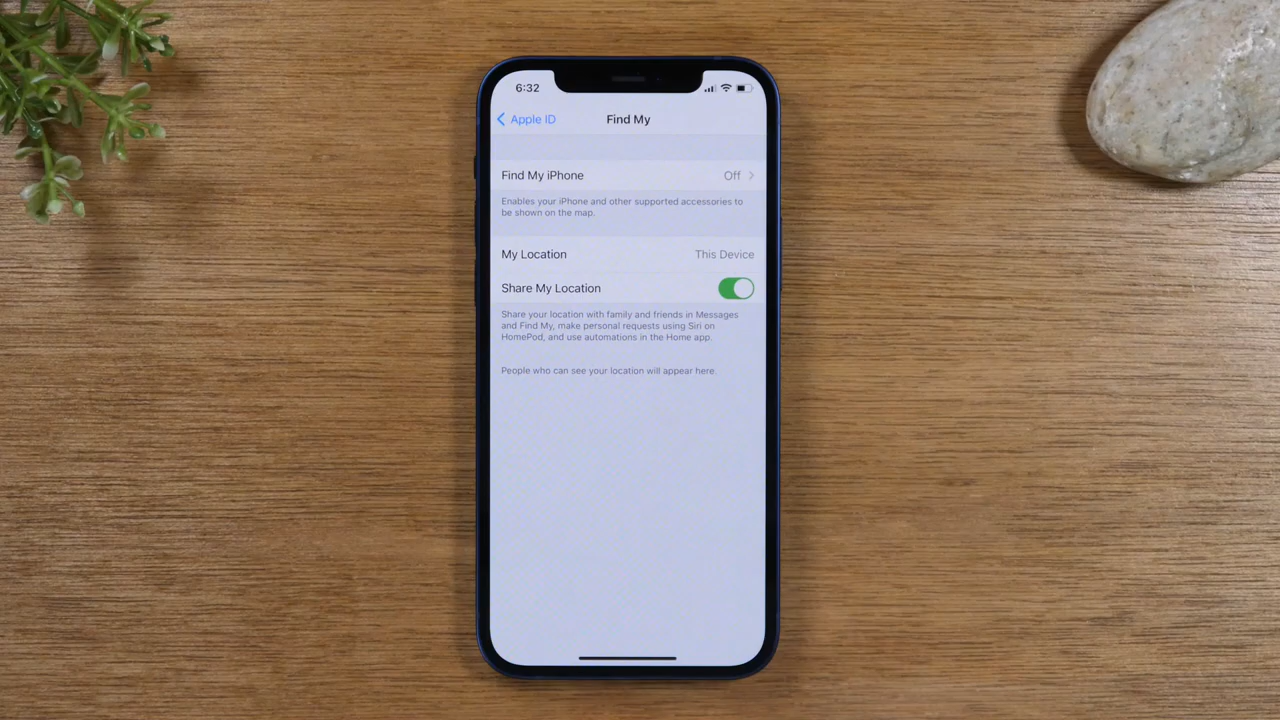 6:32
Apple ID
Find My
Find My iPhone Off
Enables your iPhone and other supported accessories to
be shown on the map.
My Location This Device
Share My Location
Share your location with family and friends in Messages
and Find My, make personal requests using Siri on
HomePod, and use automations in the Home app.
People who can see your location will appear here.